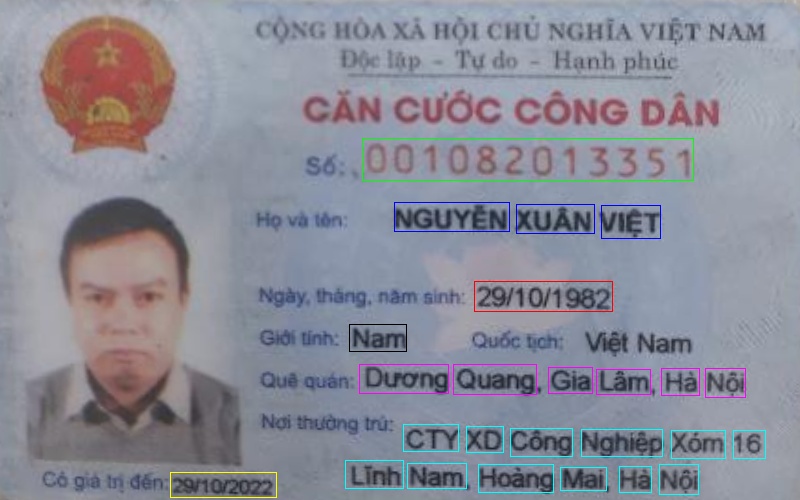 CỘNG HÒA XÃ HỘI CHỦ NGHĨA VIỆT NAM
Độc lập - Tự do - Hạnh phúc
CĂN CƯỚC CÔNG DÂN
Số: 001082013351
Họ và tên: NGUYỄN XUÂN VIỆT
Ngày, tháng, năm sinh: 29/10/1982
Giới tính: Nam Quốc tịch: Việt Nam
Quê quán: Dương Quang, Gia Lâm, Hà Nội
Nơi thường trú:
CTY XD Công Nghiệp Xóm 16
Lĩnh Nam, Hoàng Mai, Hà Nội
Có giá trị đến: 29/10/2022